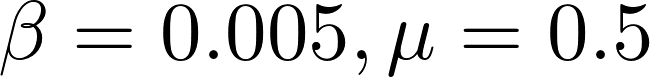 β = 0.005, μ = 0.5